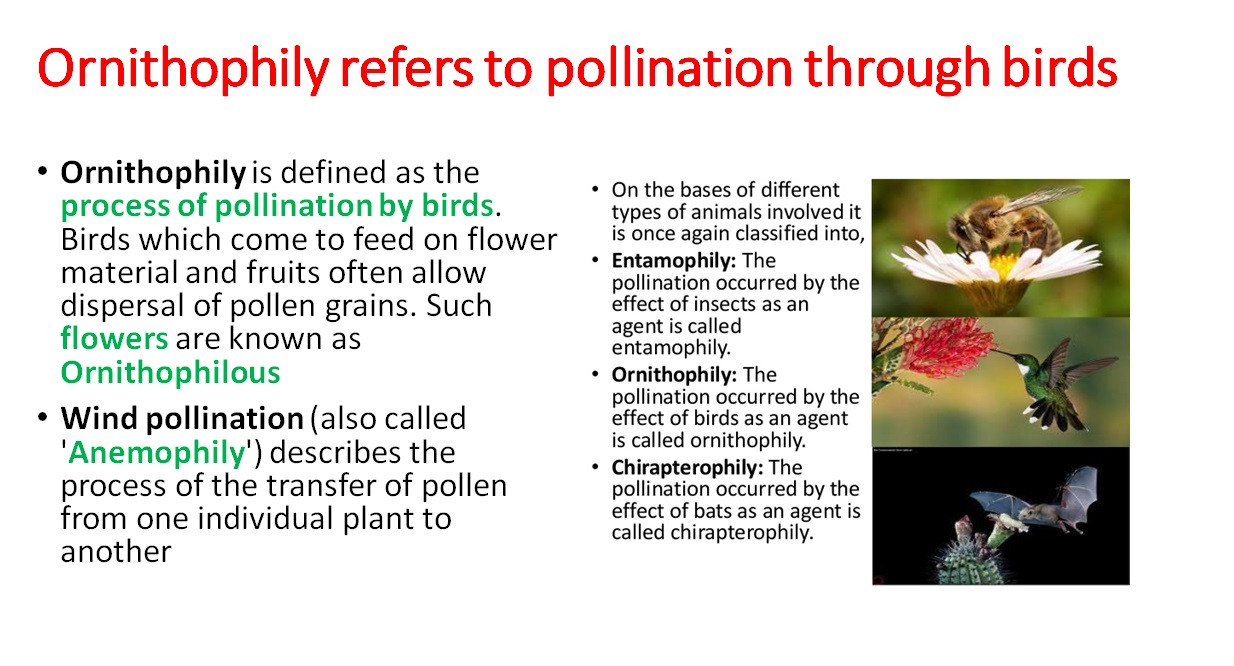 Ornithophily refers to pollination through birds
• Ornithophily is defined as the
process of pollination by birds.
Birds which come to feed on flower
material and fruits often allow
dispersal of pollen grains. Such
flowers are known as
Ornithophilous
• Wind pollination (also called
'Anemophily') describes the
process of the transfer of pollen
from one individual plant to
another
• On the bases of different
types of animals involved it
is once again classified into,
• Entamophily: The
pollination occurred by the
effect of insects as an
agent is called
entamophily.
• Ornithophily: The
pollination occurred by the
effect of birds as an agent
is called ornithophily.
• Chirapterophily: The
pollination occurred by the
effect of bats as an agent is
called chirapterophily.